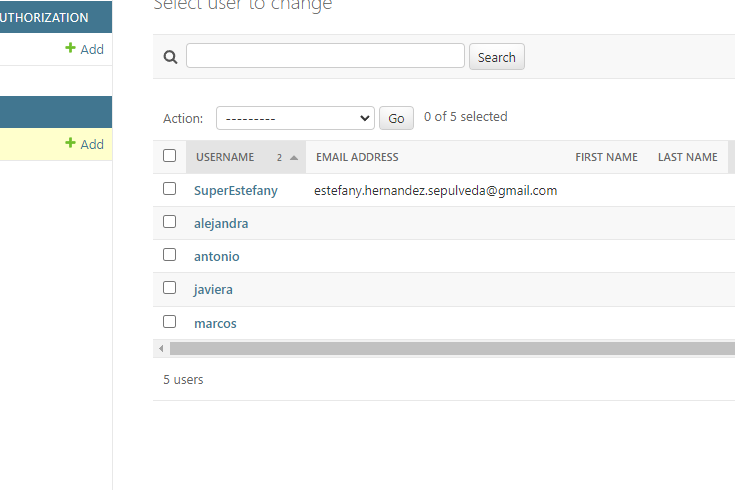 Select user to change
UTHORIZATION
+ Add
Search
Action: --------- Go 0 of 5 selected
USERNAME 2 EMAIL ADDRESS FIRST NAME LAST NAME
+ Add
SuperEstefany estefany.hernandez.sepulveda@gmail.com
alejandra
antonio
javiera
marcos
5 users